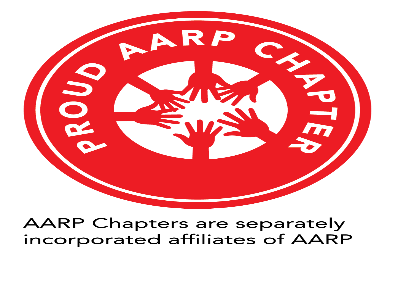 PROUD AARP CHAPTER
AARP Chapters are separately
incorporated affiliates of AARP